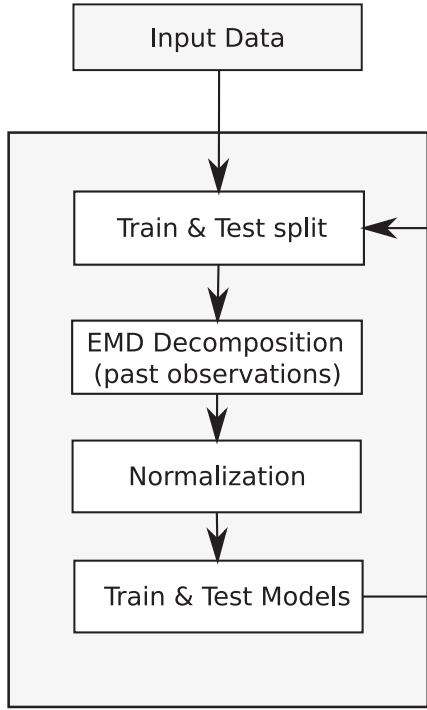 Input Data
Train & Test split
EMD Decomposition
(past observations)
Normalization
Train & Test Models